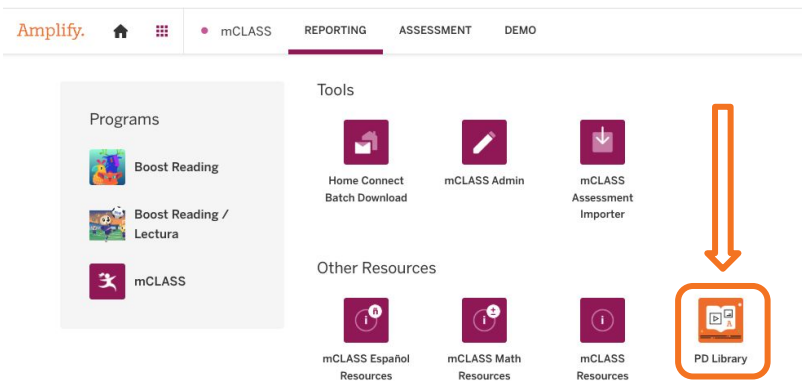 Amplify.
mCLASS
REPORTING
ASSESSMENT
DEMO
Programs
Boost Reading
Boost Reading /
Lectura
mCLASS
Tools
Home Connect
Batch Download
mCLASS Admin
mCLASS
Assessment
Importer
Other Resources
i ñ
mCLASS Español
Resources
i ±
mCLASS Math
Resources
i
mCLASS
Resources
A
PD Library